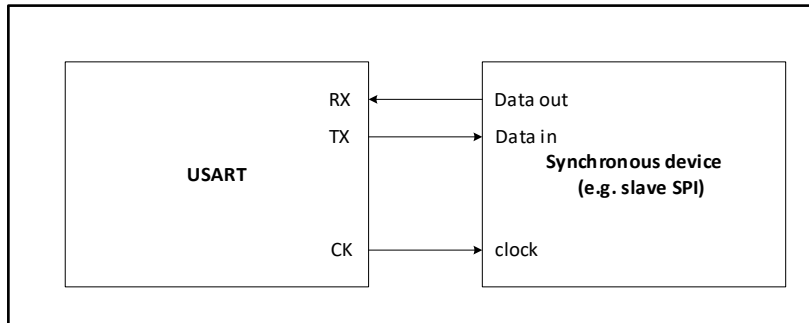 RX
Data out
TX
Data in
USART
Synchronous device
(e.g. slave SPI)
CK
clock